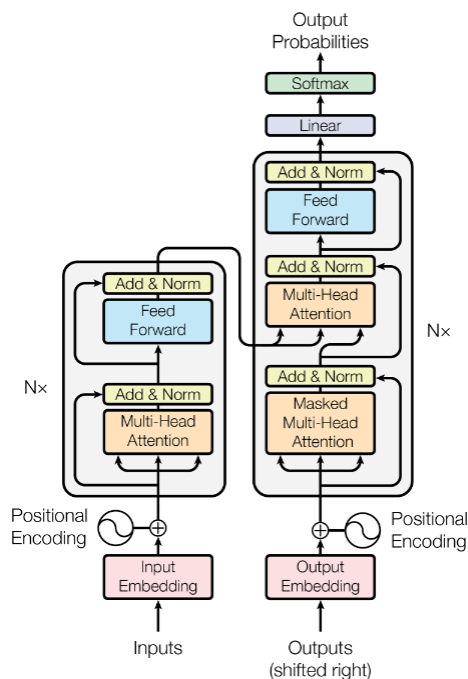 Output
Probabilities
Softmax
Linear
Add & Norm
Feed
Forward
Add & Norm
Multi-Head
Attention
Add & Norm
Masked
Multi-Head
Attention
N×
Add & Norm
Feed
Forward
Add & Norm
Multi-Head
Attention
N×
Positional
Encoding
Positional
Encoding
Input
Embedding
Output
Embedding
Inputs
Outputs
(shifted right)